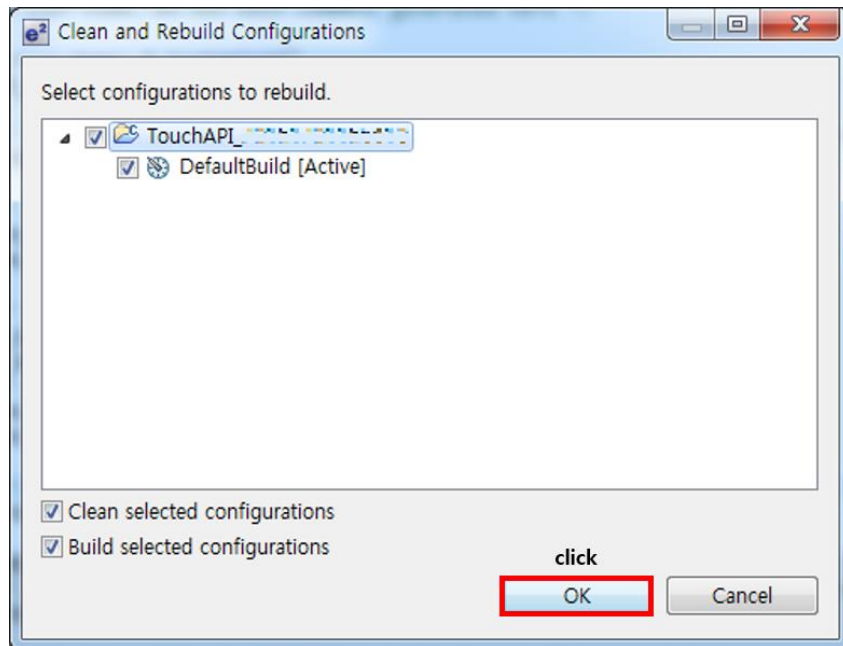 e² Clean and Rebuild Configurations
Select configurations to rebuild.
TouchAPI_
DefaultBuild [Active]
Clean selected configurations
Build selected configurations
click
OK Cancel